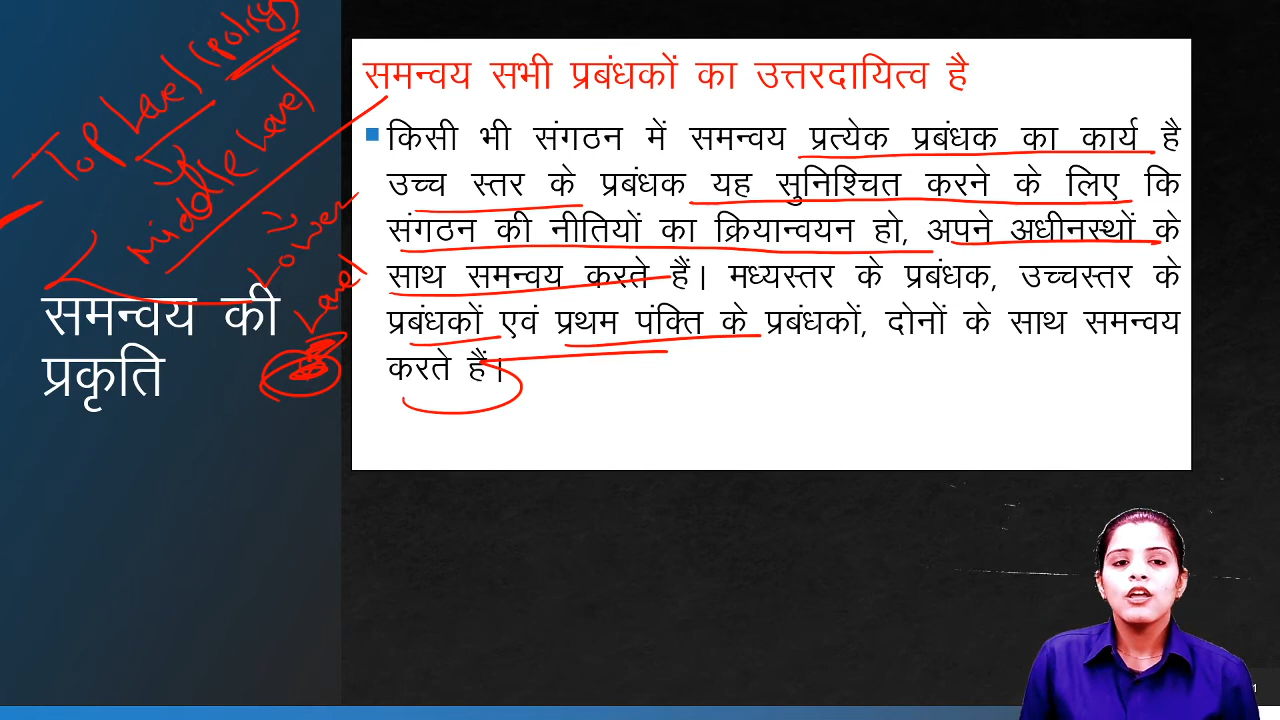 Top Level (policy)
Middle Level
Lower
Level
समन्वय की
प्रकृति
समन्वय सभी प्रबंधकों का उत्तरदायित्व है
किसी भी संगठन में समन्वय प्रत्येक प्रबंधक का कार्य है
उच्च स्तर के प्रबंधक यह सुनिश्चित करने के लिए कि
संगठन की नीतियों का क्रियान्वयन हो, अपने अधीनस्थों के
साथ समन्वय करते हैं। मध्यस्तर के प्रबंधक, उच्चस्तर के
प्रबंधकों एवं प्रथम पंक्ति के प्रबंधकों, दोनों के साथ समन्वय
करते हैं।
1